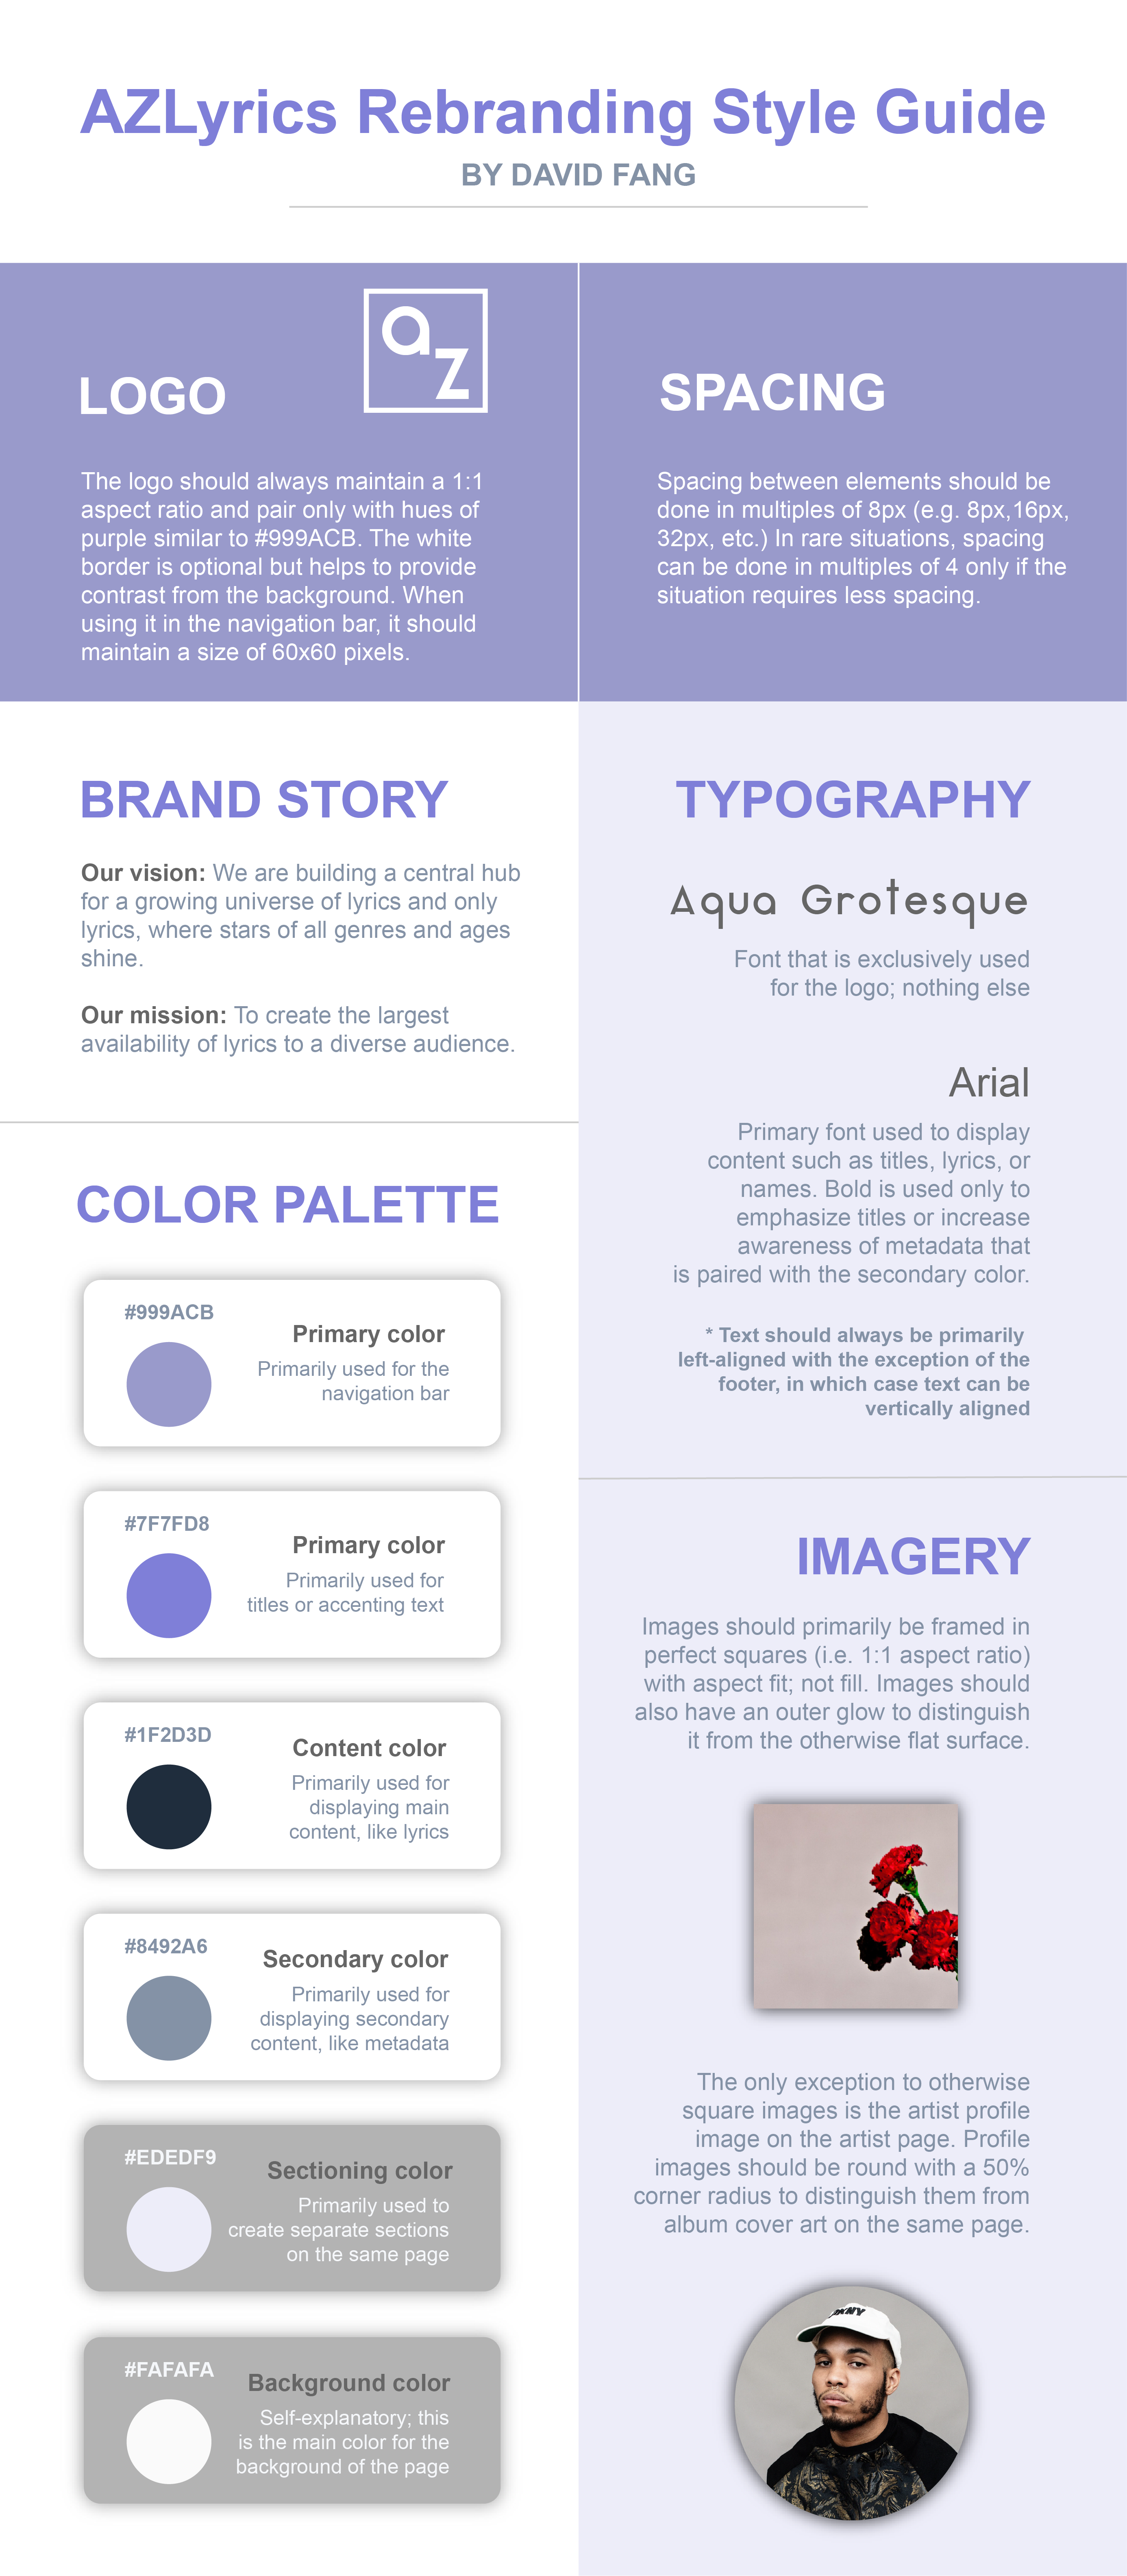 AZLyrics Rebranding Style Guide
BY DAVID FANG
az
LOGO
The logo should always maintain a 1:1
aspect ratio and pair only with hues of
purple similar to #999ACB. The white
border is optional but helps to provide
contrast from the background. When
using it in the navigation bar, it should
maintain a size of 60x60 pixels.
SPACING
Spacing between elements should be
done in multiples of 8px (e.g. 8px,16px,
32px, etc.) In rare situations, spacing
can be done in multiples of 4 only if the
situation requires less spacing.
BRAND STORY
Our vision: We are building a central hub
for a growing universe of lyrics and only
lyrics, where stars of all genres and ages
shine.
Our mission: To create the largest
availability of lyrics to a diverse audience.
COLOR PALETTE
#999ACB
Primary color
Primarily used for the
navigation bar
#7F7FD8
Primary color
Primarily used for
titles or accenting text
#1F2D3D
Content color
Primarily used for
displaying main
content, like lyrics
#8492A6
Secondary color
Primarily used for
displaying secondary
content, like metadata
#EDEDF9
Sectioning color
Primarily used to
create separate sections
on the same page
#FAFAFA
Background color
Self-explanatory; this
is the main color for the
background of the page
TYPOGRAPHY
Aqua Grotesque
Font that is exclusively used
for the logo; nothing else
Arial
Primary font used to display
content such as titles, lyrics, or
names. Bold is used only to
emphasize titles or increase
awareness of metadata that
is paired with the secondary color.
* Text should always be primarily
left-aligned with the exception of the
footer, in which case text can be
vertically aligned
IMAGERY
Images should primarily be framed in
perfect squares (i.e. 1:1 aspect ratio)
with aspect fit; not fill. Images should
also have an outer glow to distinguish
it from the otherwise flat surface.
The only exception to otherwise
square images is the artist profile
image on the artist page. Profile
images should be round with a 50%
corner radius to distinguish them from
album cover art on the same page.
DKNY